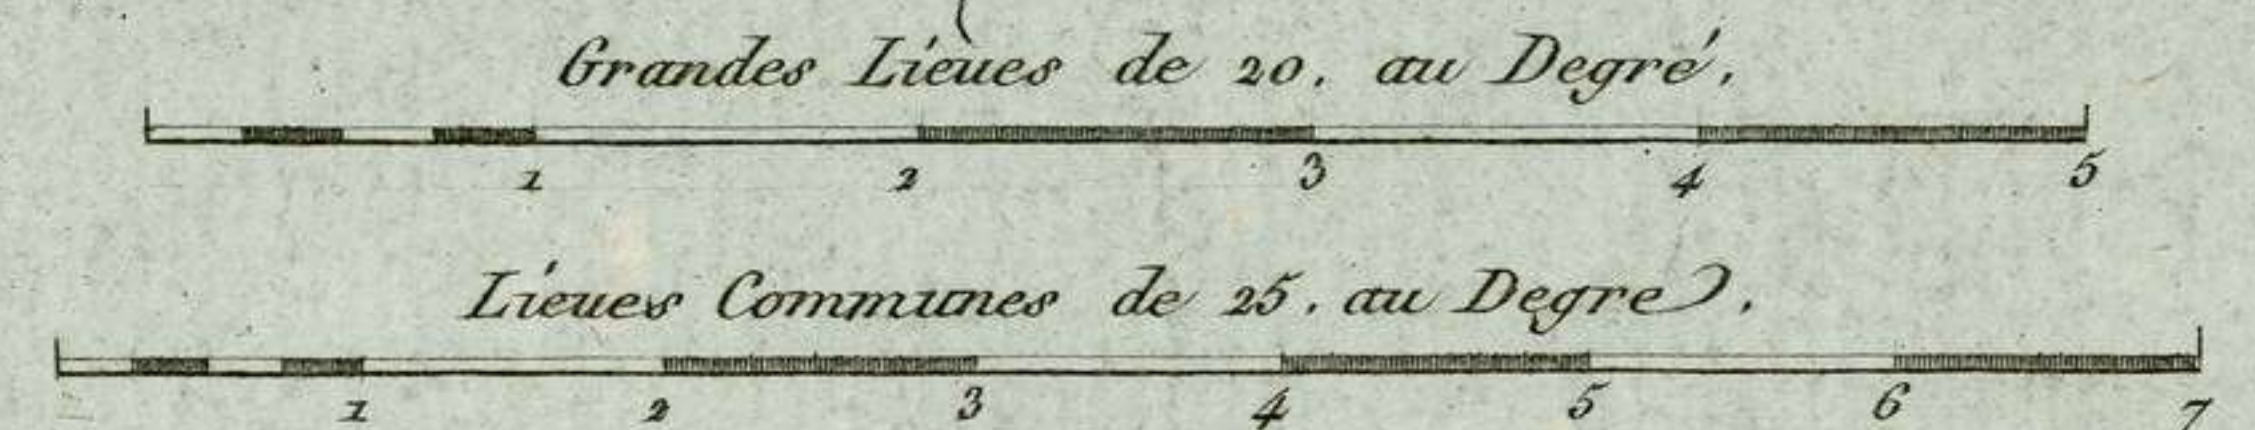 Grandes Lieues de 20. au Degré.
1 2 3 4 5
Lieues Communes de 25. au Degré.
1 2 3 4 5 6 7